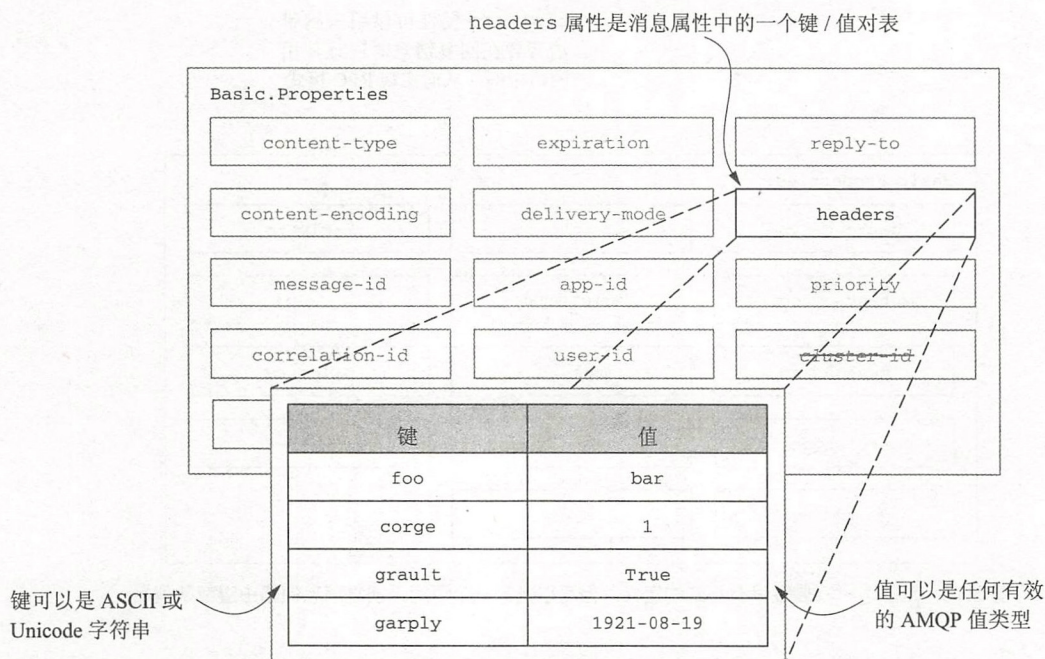 headers 属性是消息属性中的一个键 / 值对表
Basic.Properties
content-type expiration reply-to
content-encoding delivery-mode headers
message-id app-id priority
correlation-id user-id cluster-id
键 值
foo bar
corge 1
grault True
garply 1921-08-19
键可以是 ASCII 或
Unicode 字符串
值可以是任何有效
的 AMQP 值类型